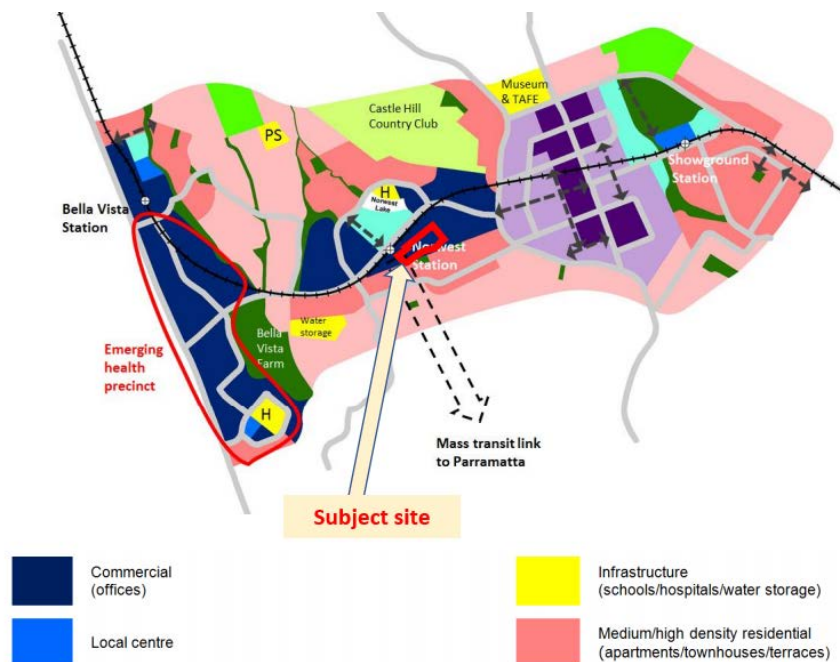 Museum
& TAFE
Castle Hill
Country Club
PS
Showground
Station
H
Norwest
Lake
Bella Vista
Station
Norwest
Station
Water
storage
Bella
Vista
Farm
Emerging
health
precinct
H
Mass transit link
to Parramatta
Subject site
Commercial
(offices)
Infrastructure
(schools/hospitals/water storage)
Local centre
Medium/high density residential
(apartments/townhouses/terraces)